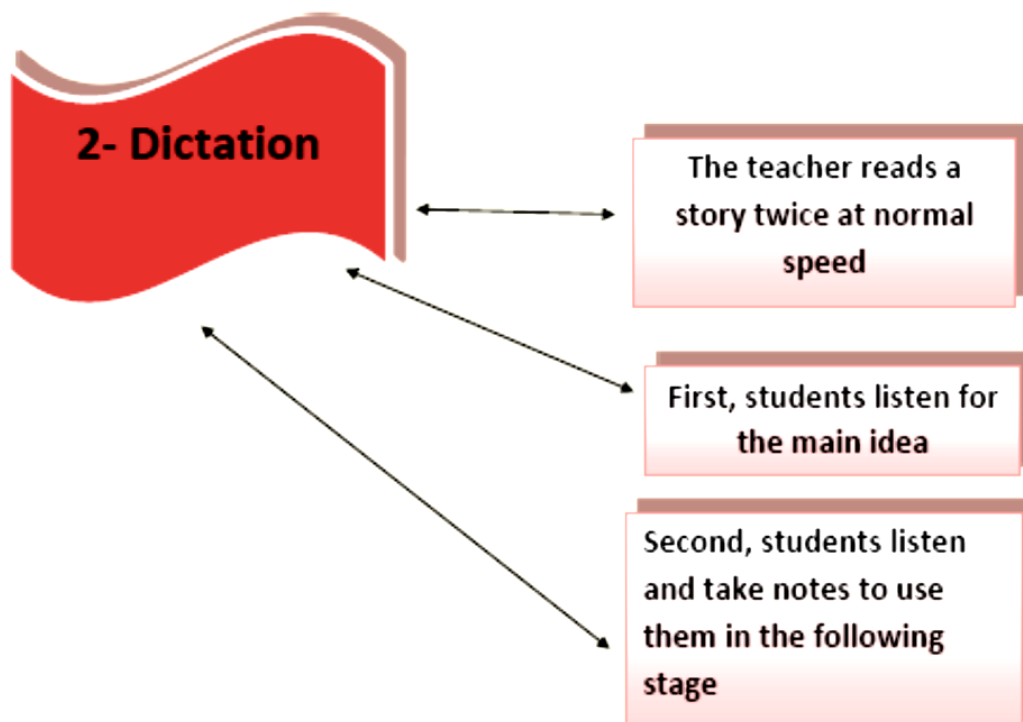 2- Dictation
The teacher reads a
story twice at normal
speed
First, students listen for
the main idea
Second, students listen
and take notes to use
them in the following
stage